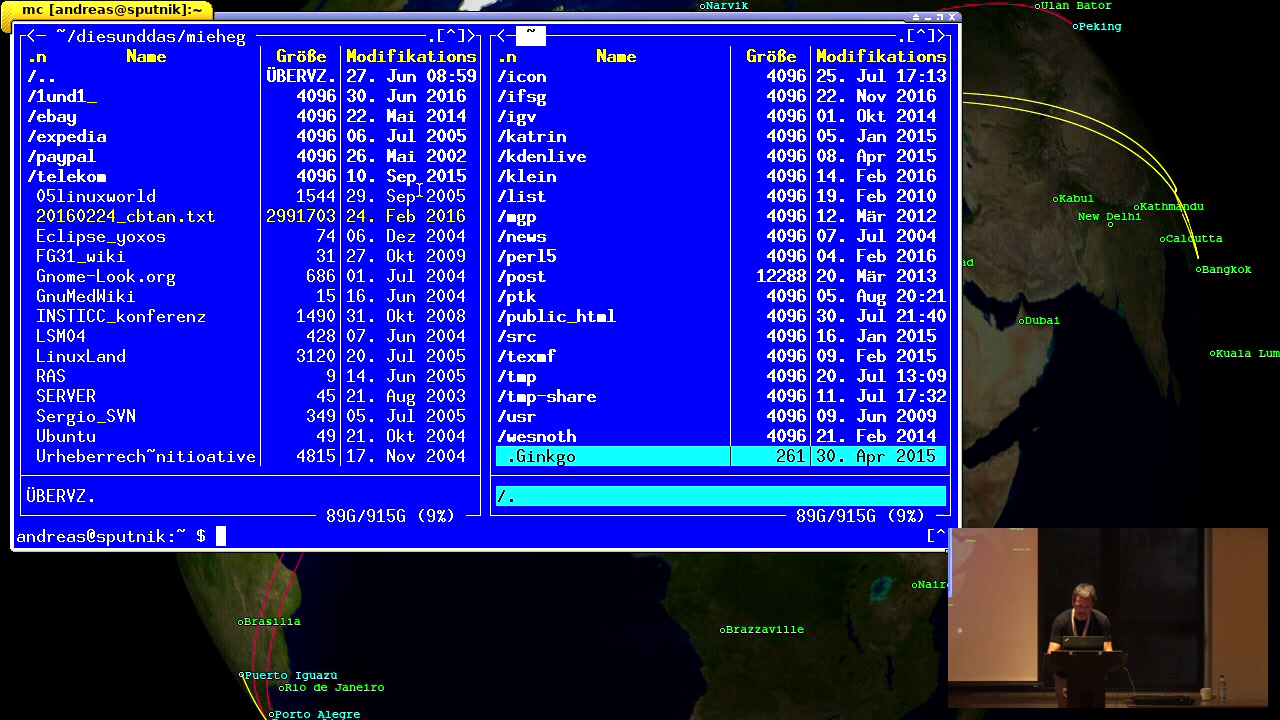 mc [andreas@sputnik]:~
Narvik
Ulan Bator
Peking
<─ ~/diesunddas/mieheg ─.[^]>
.n Name Größe Modifikations
/.. ÜBERVZ. 27. Jun 08:59
/1und1_ 4096 30. Jun 2016
/ebay 4096 22. Mai 2014
/expedia 4096 06. Jul 2005
/paypal 4096 26. Mai 2002
/telekom 4096 10. Sep 2015
05linuxworld 1544 29. Sep 2005
20160224_cbtan.txt 2991703 24. Feb 2016
Eclipse_yoxos 74 06. Dez 2004
FG31_wiki 31 27. Okt 2009
Gnome-Look.org 686 01. Jul 2004
GnuMedWiki 15 16. Jun 2004
INSTICC_konferenz 1490 31. Okt 2008
LSM04 428 07. Jun 2004
LinuxLand 3120 20. Jul 2005
RAS 9 14. Jun 2005
SERVER 45 21. Aug 2003
Sergio_SVN 349 05. Jul 2005
Ubuntu 49 21. Okt 2004
Urheberrech~nitioative 4815 17. Nov 2004
ÜBERVZ.
89G/915G (9%)
<─ ~ ─.[^]>
.n Name Größe Modifikations
/icon 4096 25. Jul 17:13
/ifsg 4096 22. Nov 2016
/igv 4096 01. Okt 2014
/katrin 4096 05. Jan 2015
/kdenlive 4096 08. Apr 2015
/klein 4096 14. Feb 2016
/list 4096 19. Feb 2010
/mgp 4096 12. Mär 2012
/news 4096 07. Jul 2004
/perl5 4096 04. Feb 2016
/post 12288 20. Mär 2013
/ptk 4096 05. Aug 20:21
/public_html 4096 30. Jul 21:40
/src 4096 16. Jan 2015
/texmf 4096 09. Feb 2015
/tmp 4096 20. Jul 13:09
/tmp-share 4096 11. Jul 17:32
/usr 4096 09. Jun 2009
/wesnoth 4096 21. Feb 2014
.Ginkgo 261 30. Apr 2015
/.
89G/915G (9%)
andreas@sputnik:~ $ [^
Kabul
Kathmandu
New Delhi
Calcutta
ad
Bangkok
Dubai
Kuala Lum
Nair
Brasilia
Brazzaville
Puerto Iguazu
Rio de Janeiro
Porto Alegre